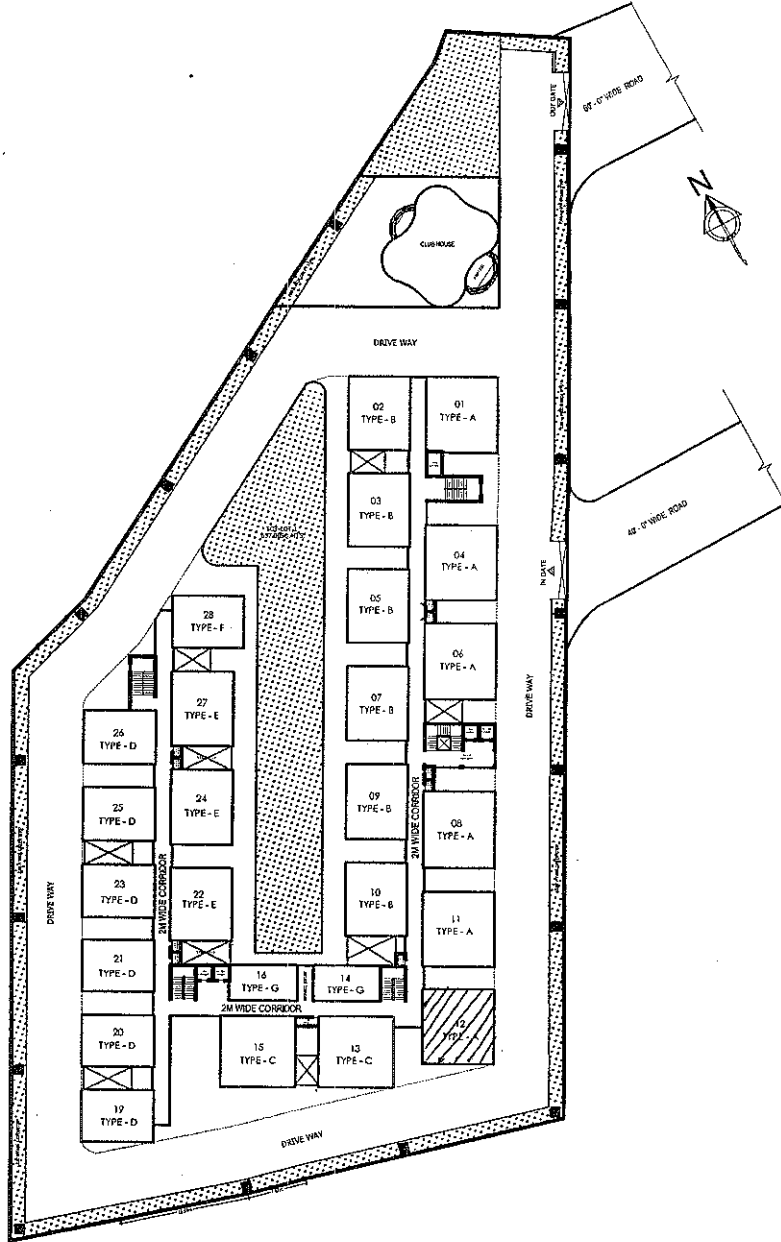 60'-0" WIDE ROAD
OUT GATE
N
CLUB HOUSE
DRIVE WAY
02
TYPE - B
01
TYPE - A
03
TYPE - B
40'-0" WIDE ROAD
04
TYPE - A
IN GATE
05
TYPE - B
28
TYPE - F
06
TYPE - A
27
TYPE - E
07
TYPE - B
DRIVE WAY
26
TYPE - D
24
TYPE - E
09
TYPE - B
2M WIDE CORRIDOR
08
TYPE - A
25
TYPE - D
DRIVE WAY
23
TYPE - D
2M WIDE CORRIDOR
22
TYPE - E
10
TYPE - B
11
TYPE - A
21
TYPE - D
16
TYPE - G
14
TYPE - G
2M WIDE CORRIDOR
12
TYPE - A
20
TYPE - D
15
TYPE - C
13
TYPE - C
19
TYPE - D
DRIVE WAY